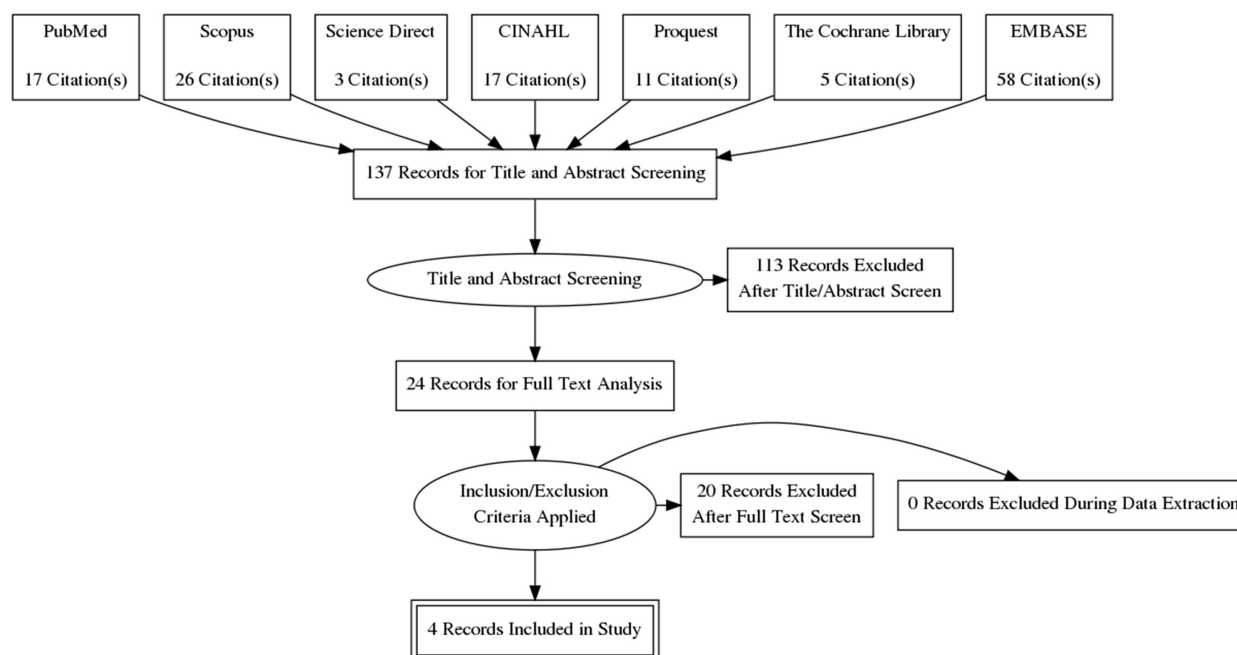 PubMed
17 Citation(s)
Scopus
26 Citation(s)
Science Direct
3 Citation(s)
CINAHL
17 Citation(s)
Proquest
11 Citation(s)
The Cochrane Library
5 Citation(s)
EMBASE
58 Citation(s)
137 Records for Title and Abstract Screening
Title and Abstract Screening
113 Records Excluded
After Title/Abstract Screen
24 Records for Full Text Analysis
Inclusion/Exclusion
Criteria Applied
20 Records Excluded
After Full Text Screen
0 Records Excluded During Data Extraction
4 Records Included in Study